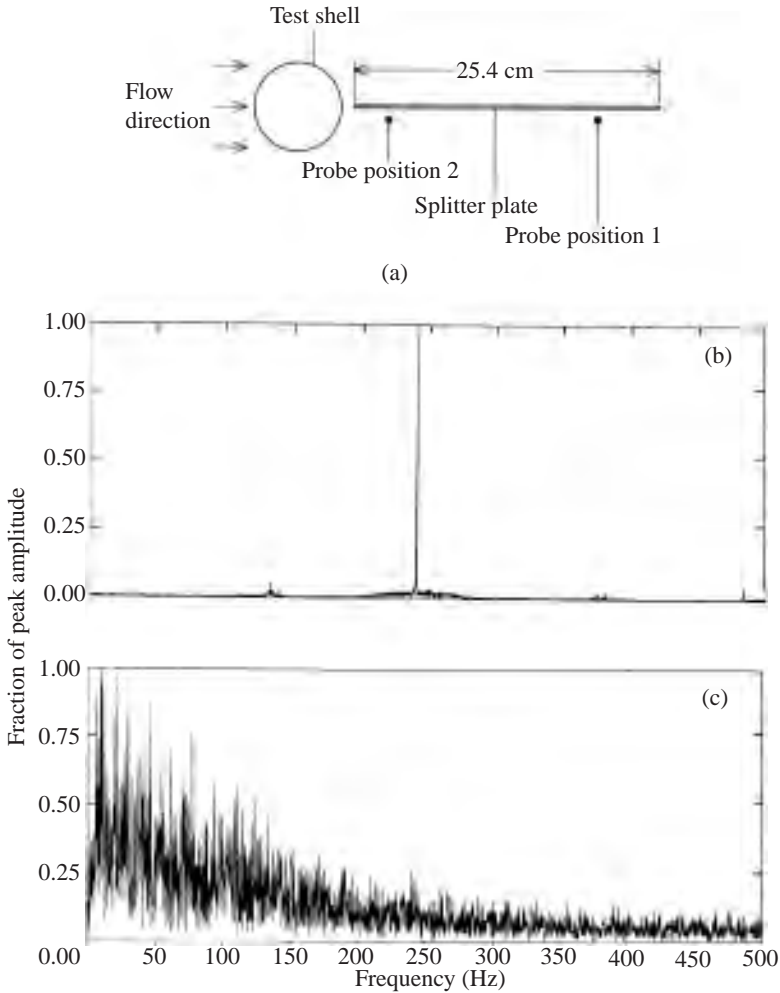 Test shell
25.4 cm
Flow
direction
Probe position 2
Splitter plate
Probe position 1
(a)
1.00
(b)
0.75
0.50
0.25
0.00
Fraction of peak amplitude
1.00
(c)
0.75
0.50
0.25
0.00
50 100 150 200 250 300 350 400 450 500
Frequency (Hz)